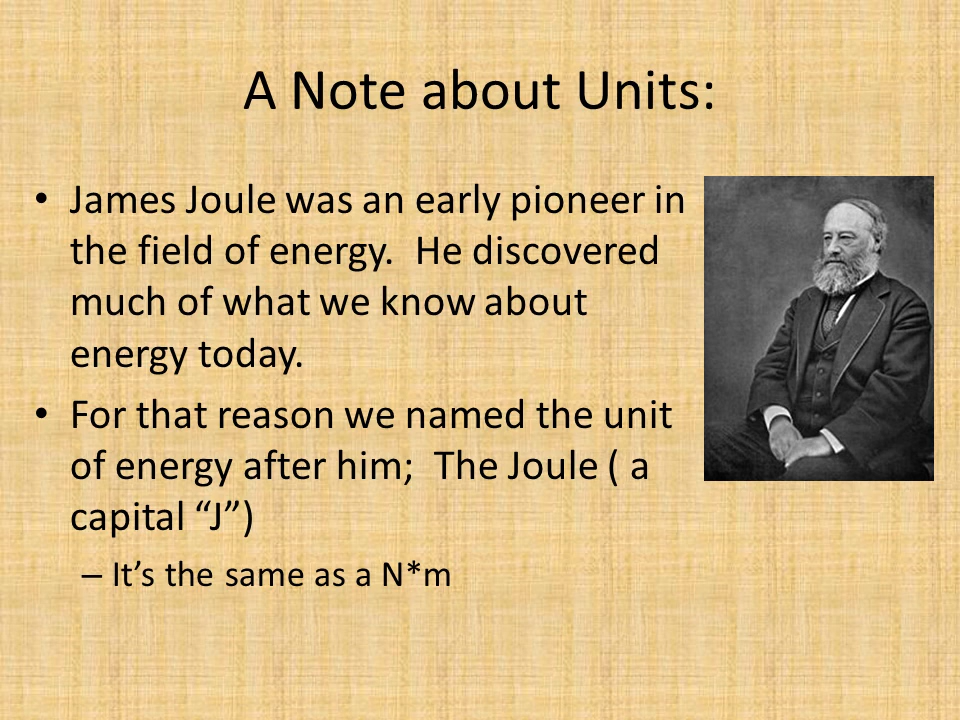 A Note about Units:
• James Joule was an early pioneer in
the field of energy.  He discovered
much of what we know about
energy today.
• For that reason we named the unit
of energy after him;  The Joule ( a
capital “J”)
– It’s the same as a N*m